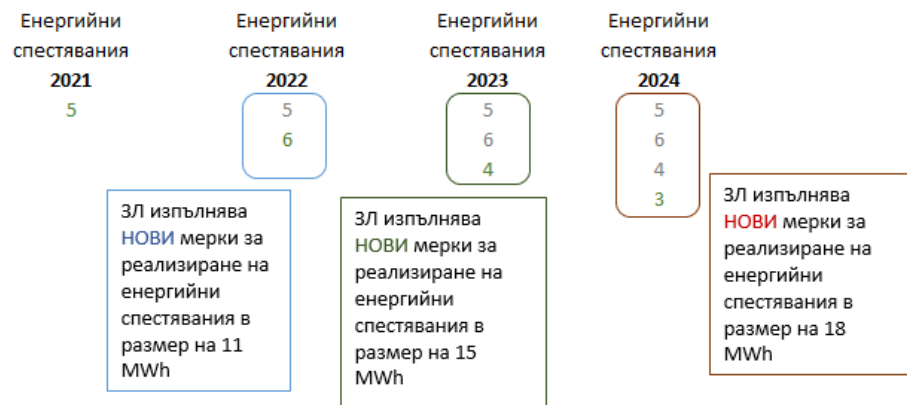 Енергийни
спестявания
2021
5
Енергийни
спестявания
2022
5
6
Енергийни
спестявания
2023
5
6
4
Енергийни
спестявания
2024
5
6
4
3
ЗЛ изпълнява
НОВИ мерки за
реализиране на
енергийни
спестявания в
размер на 11
MWh
ЗЛ изпълнява
НОВИ мерки за
реализиране на
енергийни
спестявания в
размер на 15
MWh
ЗЛ изпълнява
НОВИ мерки за
реализиране на
енергийни
спестявания в
размер на 18
MWh